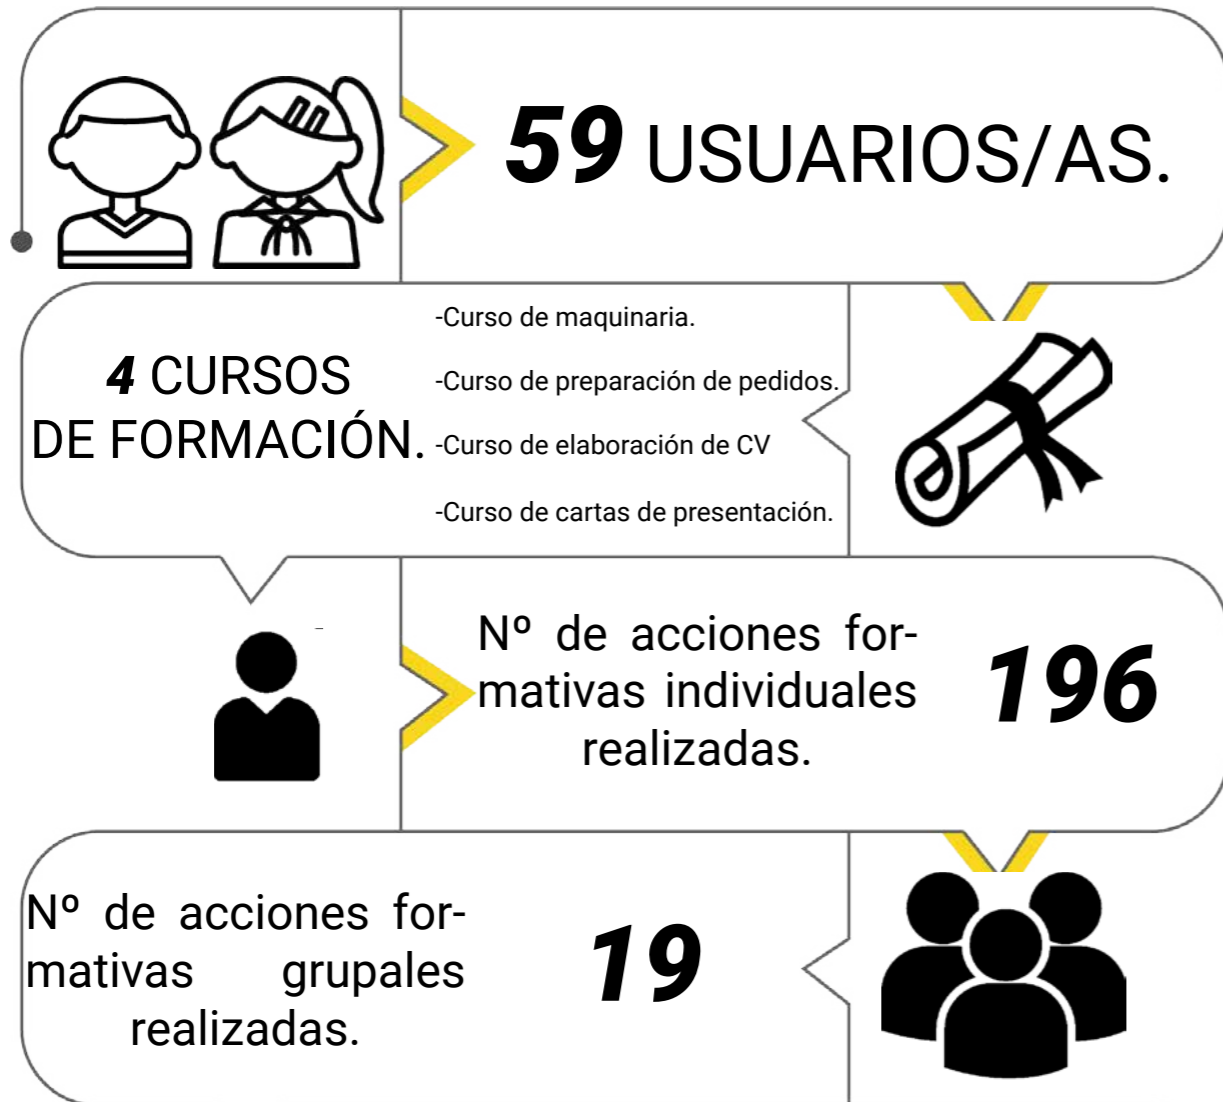 59 USUARIOS/AS.
4 CURSOS
DE FORMACIÓN.
-Curso de maquinaria.
-Curso de preparación de pedidos.
-Curso de elaboración de CV
-Curso de cartas de presentación.
Nº de acciones for-
mativas individuales
realizadas.
196
Nº de acciones for-
mativas grupales
realizadas.
19